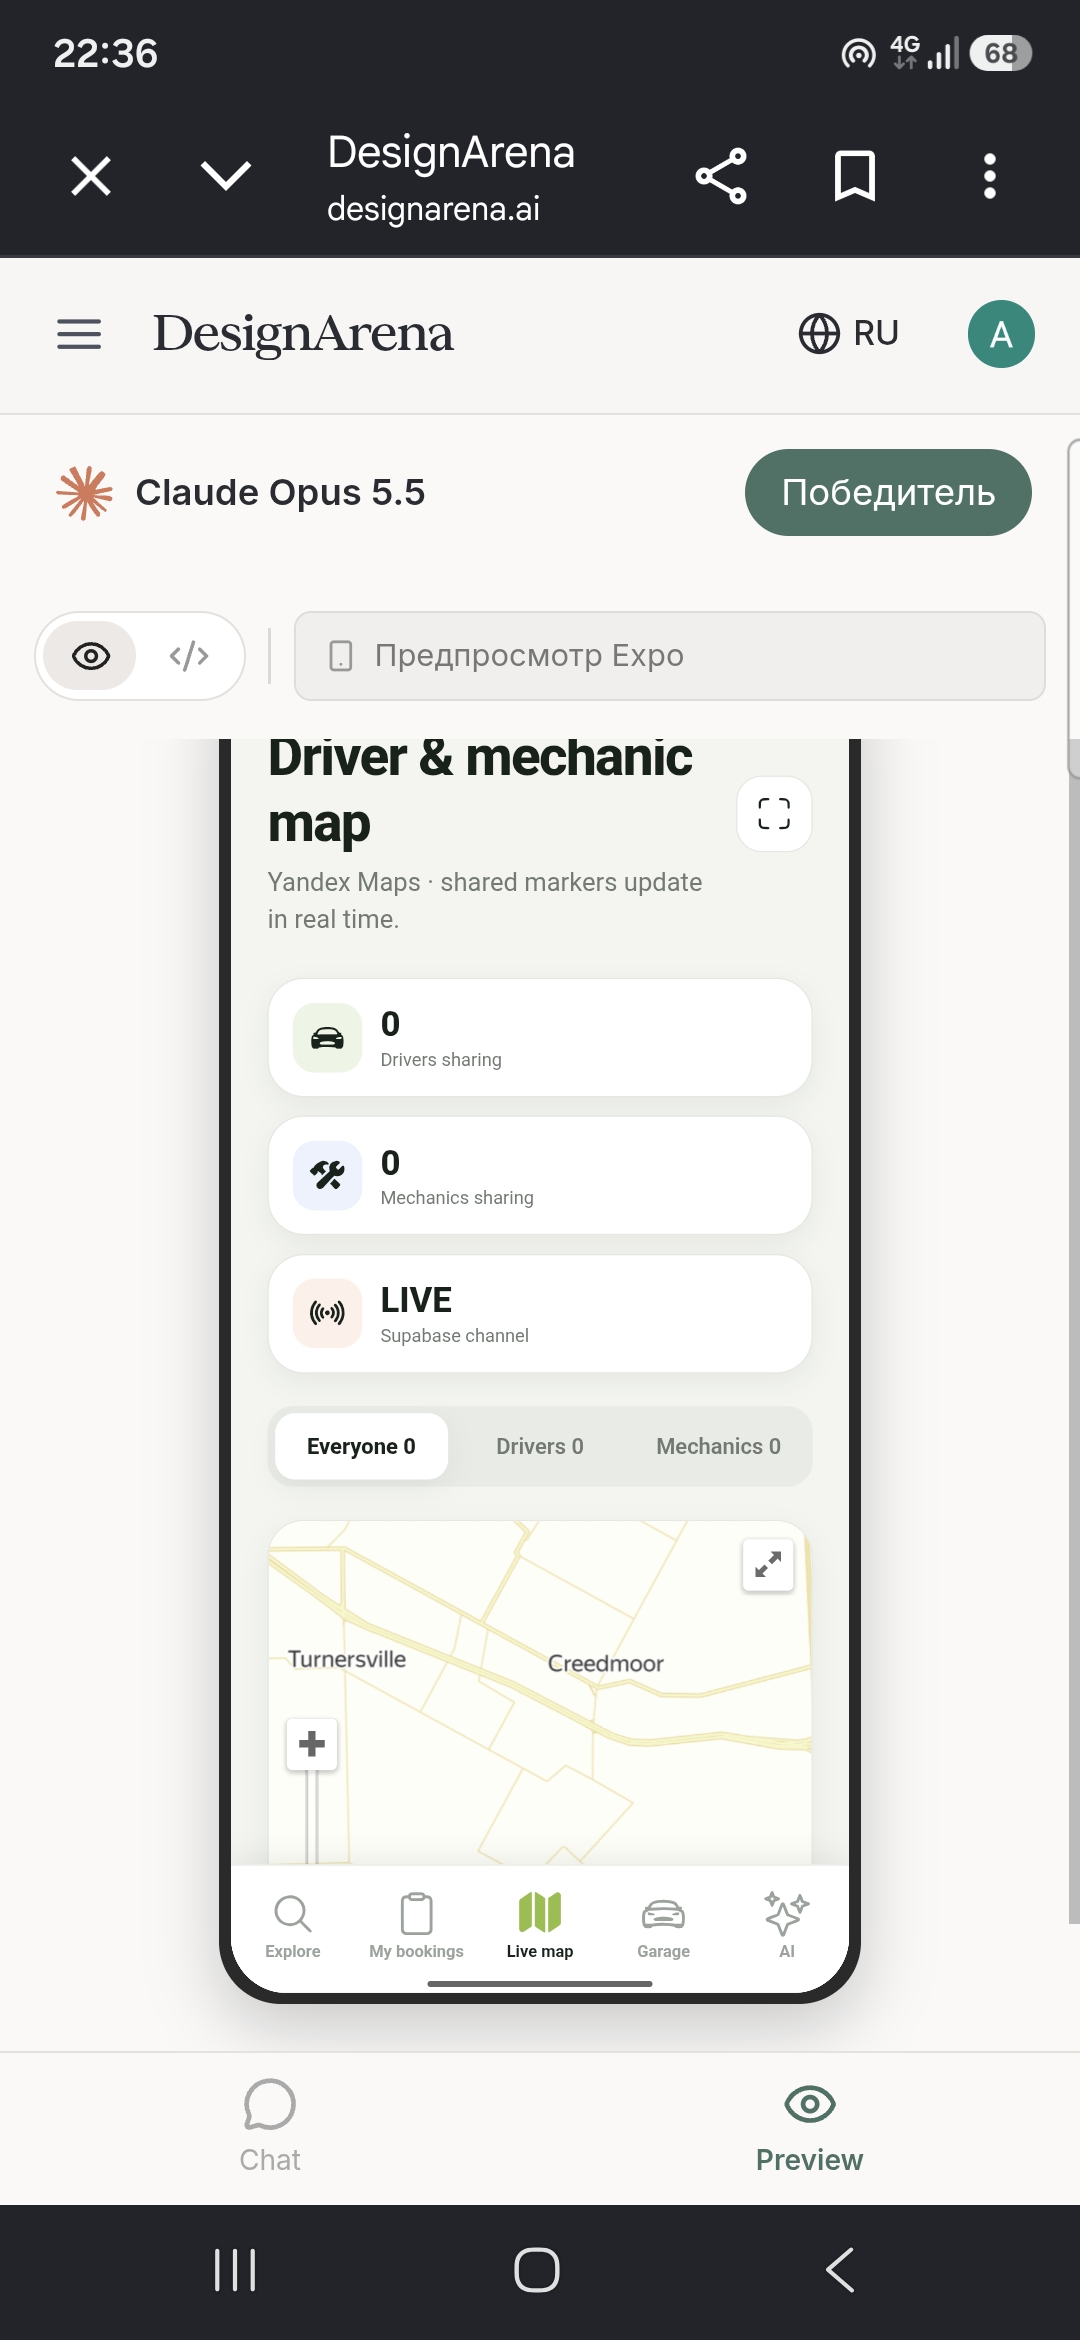 22:36
4G
68
DesignArena
designarena.ai
DesignArena
RU
A
Claude Opus 5.5
Победитель
Предпросмотр Expo
Driver & mechanic
map
Yandex Maps · shared markers update
in real time.
0
Drivers sharing
0
Mechanics sharing
LIVE
Supabase channel
Everyone 0
Drivers 0
Mechanics 0
Turnersville
Creedmoor
Explore
My bookings
Live map
Garage
AI
Chat
Preview